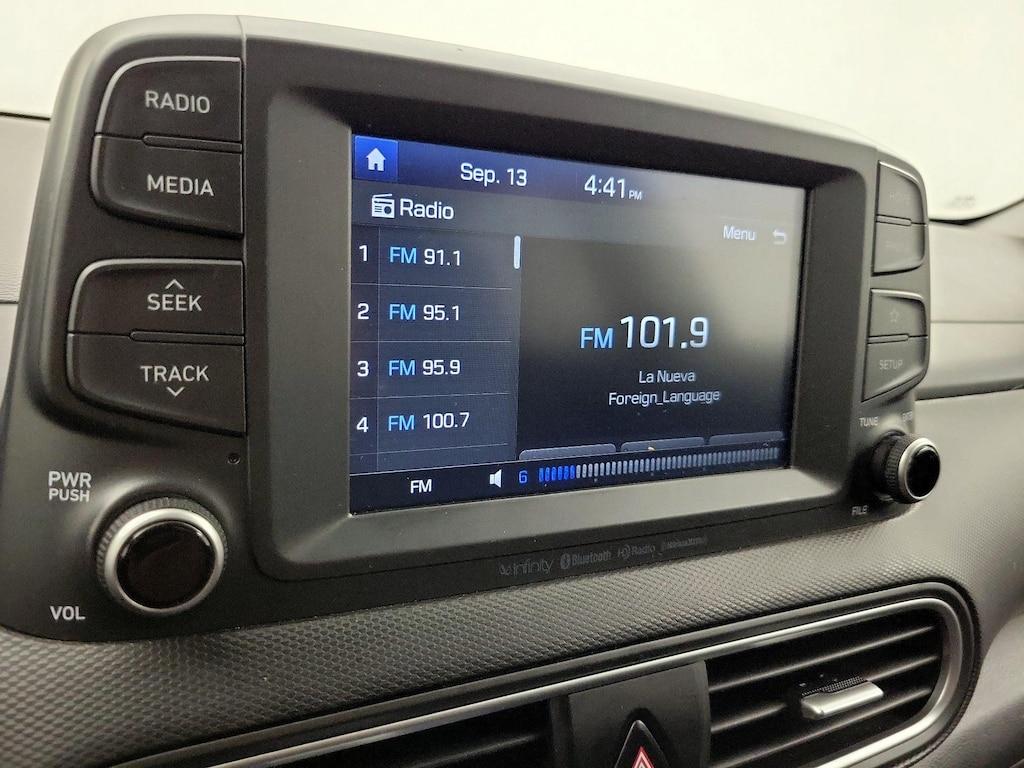 RADIO
MEDIA
SEEK
TRACK
PWR
PUSH
VOL
Sep. 13
4:41 PM
Radio
Menu
1 FM 91.1
2 FM 95.1
3 FM 95.9
4 FM 100.7
FM 101.9
La Nueva
Foreign_Language
FM
6
SETUP
TUNE
FILE
Infinity Bluetooth HD Radio SiriusXM